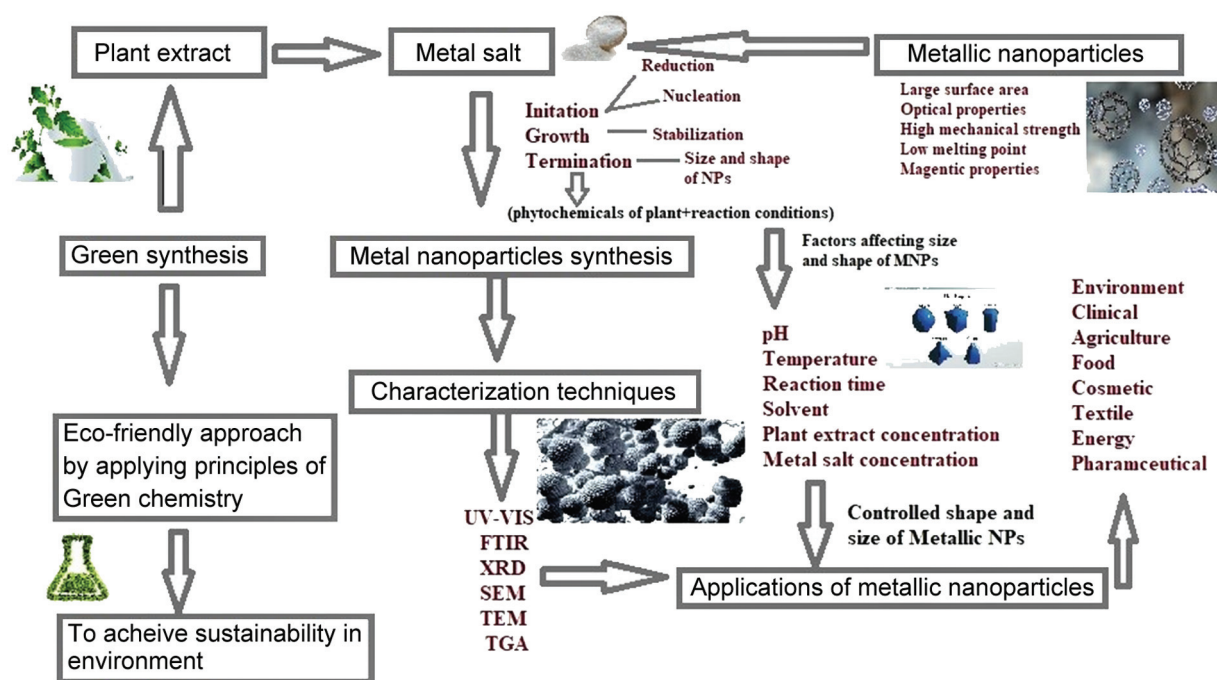 Plant extract
Metal salt
Metallic nanoparticles
Reduction
Nucleation
Initation
Growth
Stabilization
Termination
Size and shape
of NPs
(phytochemicals of plant+reaction conditions)
Large surface area
Optical properties
High mechanical strength
Low melting point
Magentic properties
Green synthesis
Metal nanoparticles synthesis
Factors affecting size
and shape of MNPs
pH
Temperature
Reaction time
Solvent
Plant extract concentration
Metal salt concentration
Environment
Clinical
Agriculture
Food
Cosmetic
Textile
Energy
Pharamceutical
Characterization techniques
Eco-friendly approach
by applying principles of
Green chemistry
UV-VIS
FTIR
XRD
SEM
TEM
TGA
Controlled shape and
size of Metallic NPs
Applications of metallic nanoparticles
To acheive sustainability in
environment